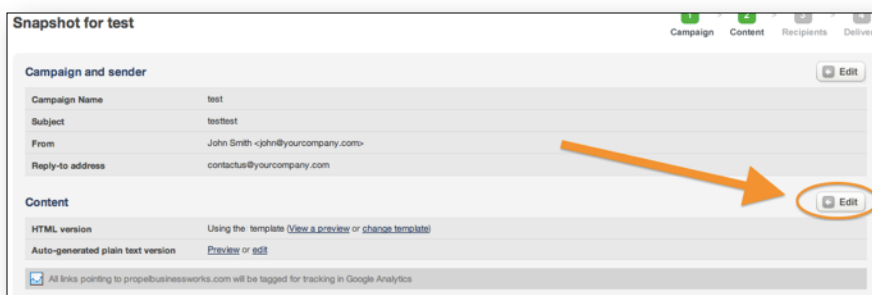 Snapshot for test
1 > 2 > 3 > 4
Campaign Content Recipients
Campaign and sender Edit
Campaign Name test
Subject testtest
From John Smith <john@yourcompany.com>
Reply-to address contactus@yourcompany.com
Content Edit
HTML version Using the template (View a preview or change template)
Auto-generated plain text version Preview or edit
All links pointing to propelbusinessworks.com will be tagged for tracking in Google Analytics